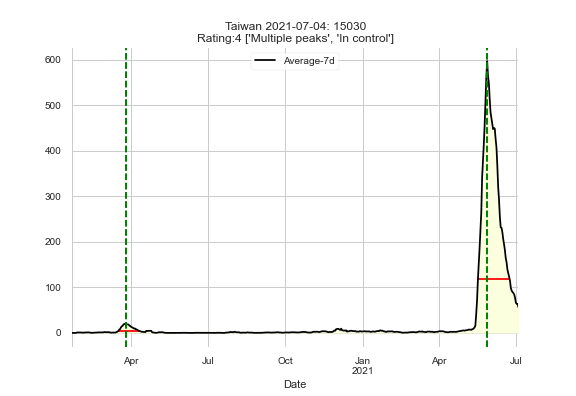 Taiwan 2021-07-04: 15030
Rating:4 ['Multiple peaks', 'In control']
Average-7d
600
500
400
300
200
100
0
Apr
Jul
Oct
Jan
2021
Apr
Jul
Date